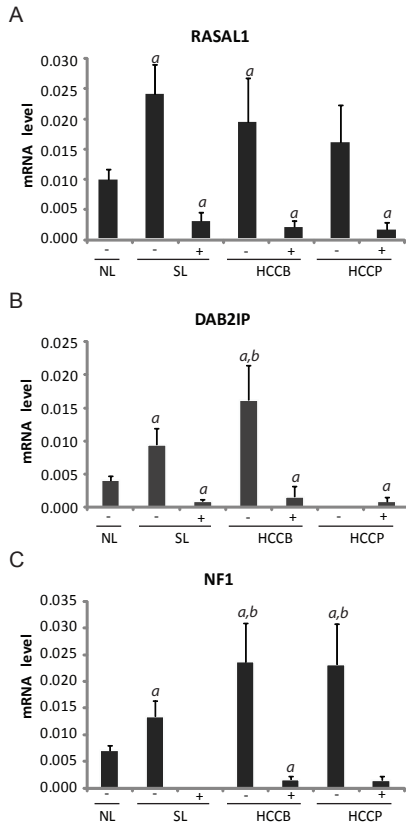 A
RASAL1
mRNA level
0.030
0.025
0.020
0.015
0.010
0.005
0.000
a
a
a
a
a
- - + - + - +
NL SL HCCB HCCP
B
DAB2IP
mRNA level
0.025
0.020
0.015
0.010
0.005
0.000
a
a
a,b
a
a
- - + - + - +
NL SL HCCB HCCP
C
NF1
mRNA level
0.035
0.030
0.025
0.020
0.015
0.010
0.005
0.000
a
a,b
a
a,b
- - + - + - +
NL SL HCCB HCCP